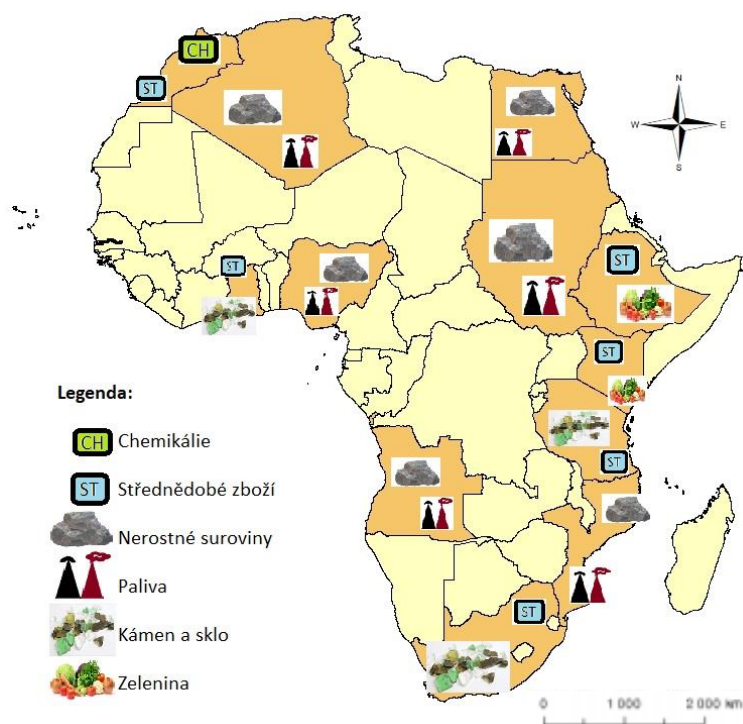 CH
ST
N
W E
S
ST
ST
ST
ST
ST
Legenda:
CH Chemikálie
ST Střednědobé zboží
Nerostné suroviny
Paliva
Kámen a sklo
Zelenina
0 1 000 2 000 km